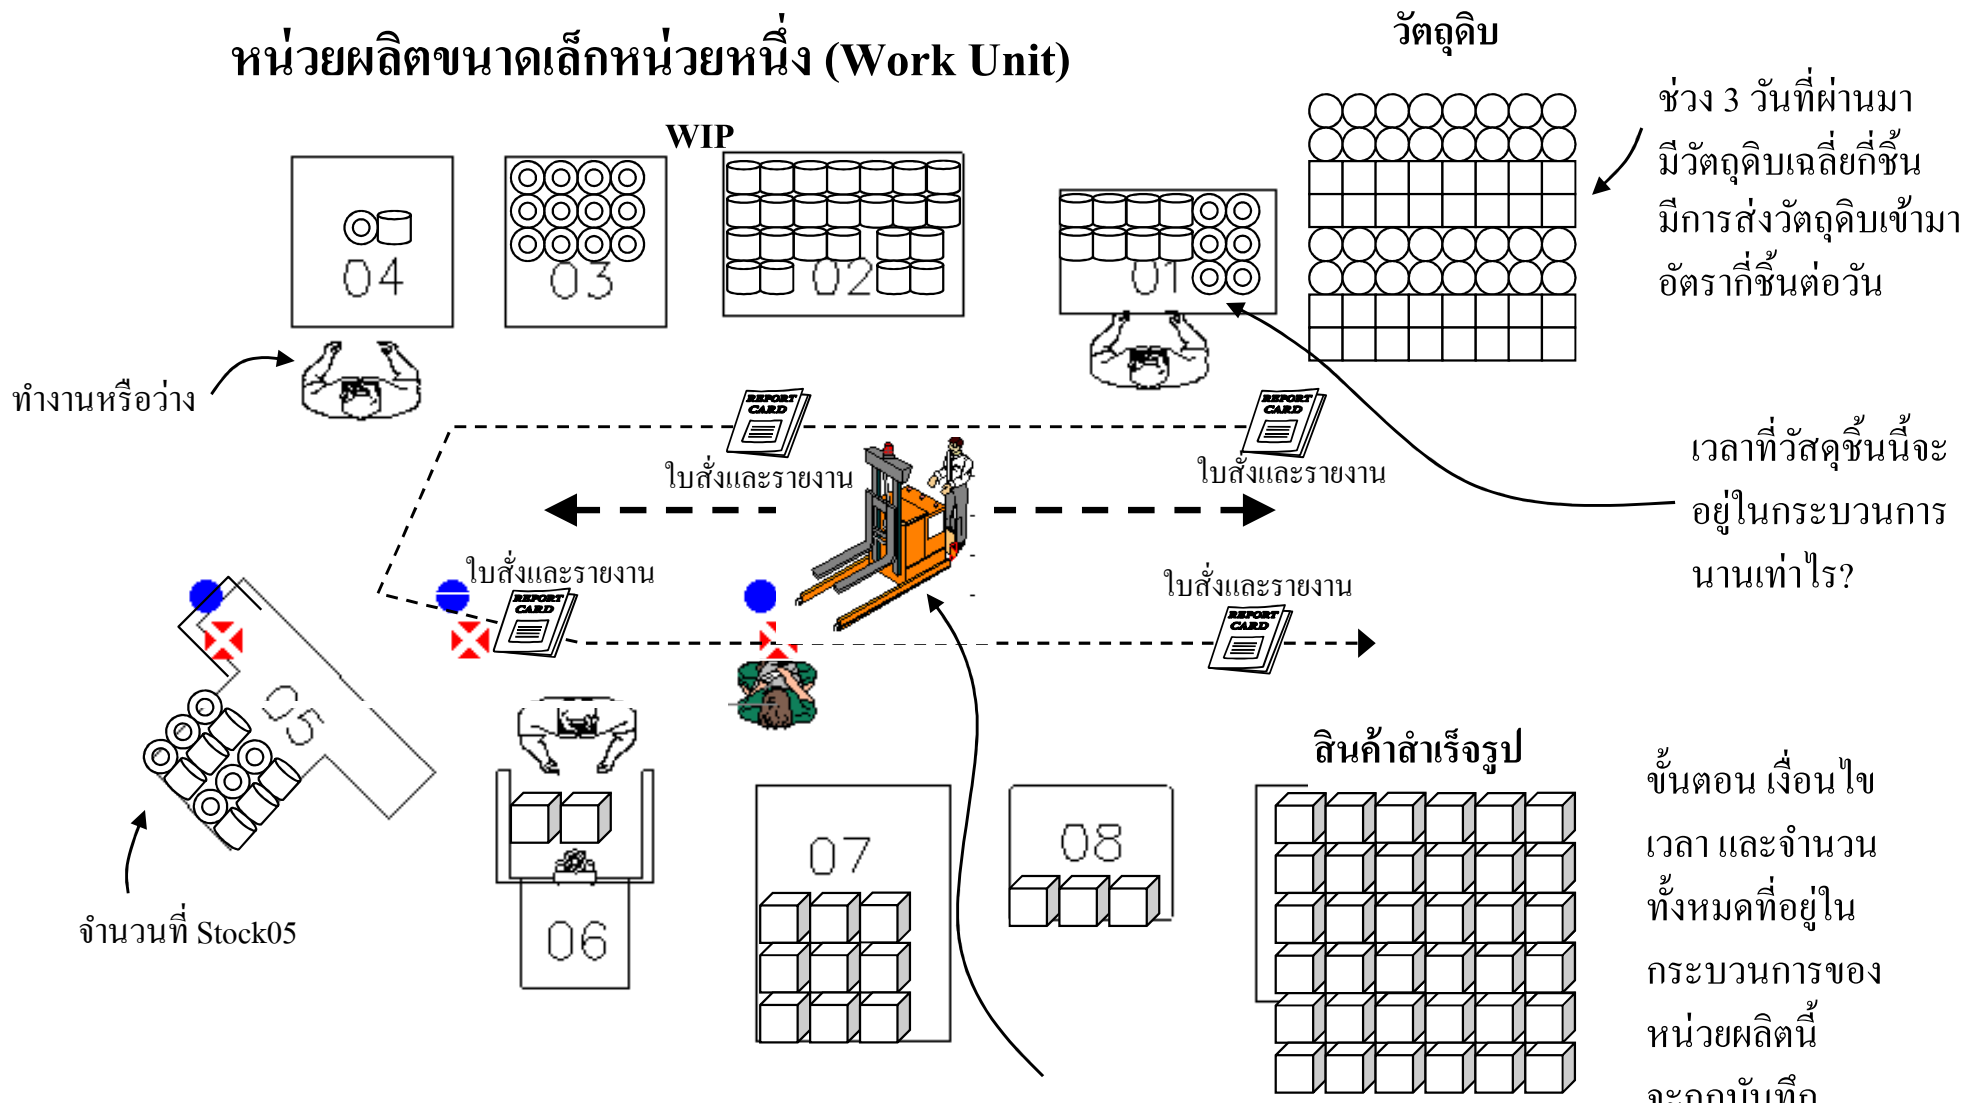 หน่วยผลิตขนาดเล็กหน่วยหนึ่ง (Work Unit)
วัตถุดิบ
ช่วง 3 วันที่ผ่านมา
มีวัตถุดิบเฉลี่ยกี่ชิ้น
มีการส่งวัตถุดิบเข้ามา
อัตรากี่ชิ้นต่อวัน
WIP
04
03
02
01
ทำงานหรือว่าง
REPORT
CARD
ใบสั่งและรายงาน
REPORT
CARD
ใบสั่งและรายงาน
เวลาที่วัสดุชิ้นนี้จะ
อยู่ในกระบวนการ
นานเท่าไร?
ใบสั่งและรายงาน
REPORT
CARD
ใบสั่งและรายงาน
REPORT
CARD
05
จำนวนที่ Stock05
06
07
08
สินค้าสำเร็จรูป
ขั้นตอน เงื่อนไข
เวลา และจำนวน
ทั้งหมดที่อยู่ใน
กระบวนการของ
หน่วยผลิตนี้
จะถูกบันทึก